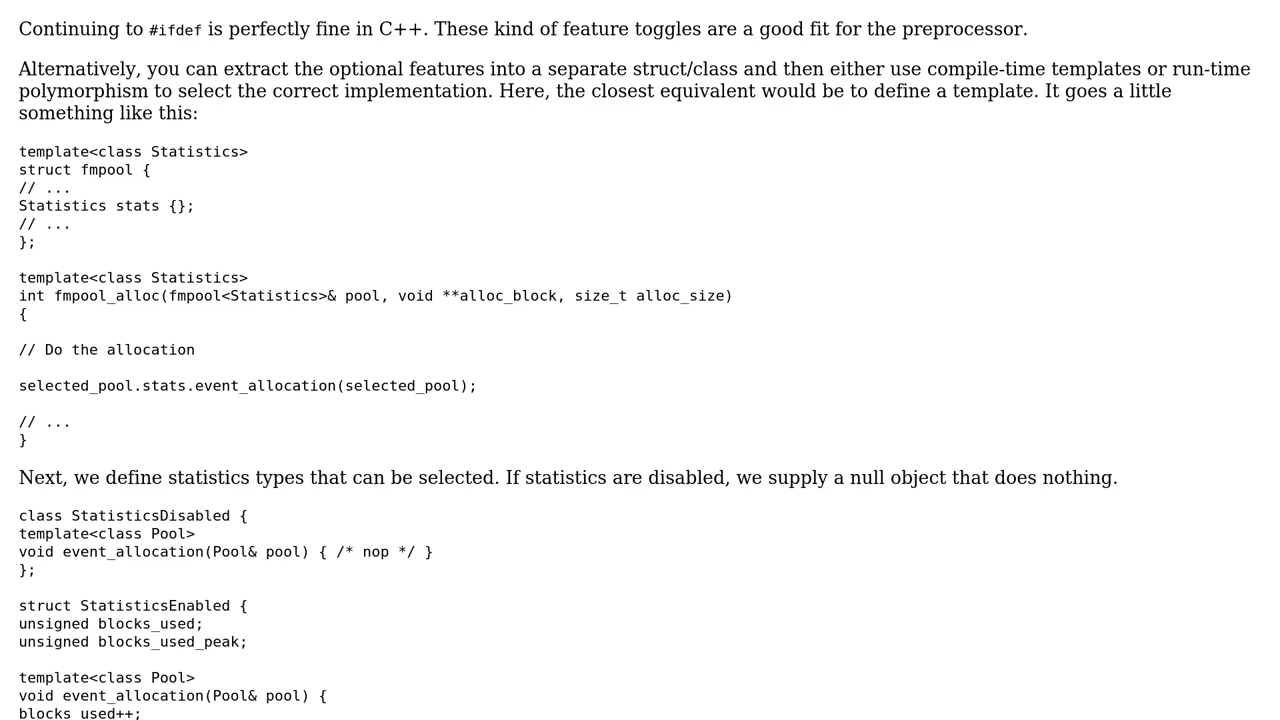 Continuing to #ifdef is perfectly fine in C++. These kind of feature toggles are a good fit for the preprocessor.
Alternatively, you can extract the optional features into a separate struct/class and then either use compile-time templates or run-time
polymorphism to select the correct implementation. Here, the closest equivalent would be to define a template. It goes a little
something like this:
template<class Statistics>
struct fmpool {
// ...
Statistics stats {};
// ...
};
template<class Statistics>
int fmpool_alloc(fmpool<Statistics>& pool, void **alloc_block, size_t alloc_size)
{
// Do the allocation
selected_pool.stats.event_allocation(selected_pool);
// ...
}
Next, we define statistics types that can be selected. If statistics are disabled, we supply a null object that does nothing.
class StatisticsDisabled {
template<class Pool>
void event_allocation(Pool& pool) { /* nop */ }
};
struct StatisticsEnabled {
unsigned blocks_used;
unsigned blocks_used_peak;
template<class Pool>
void event_allocation(Pool& pool) {
blocks_used++;